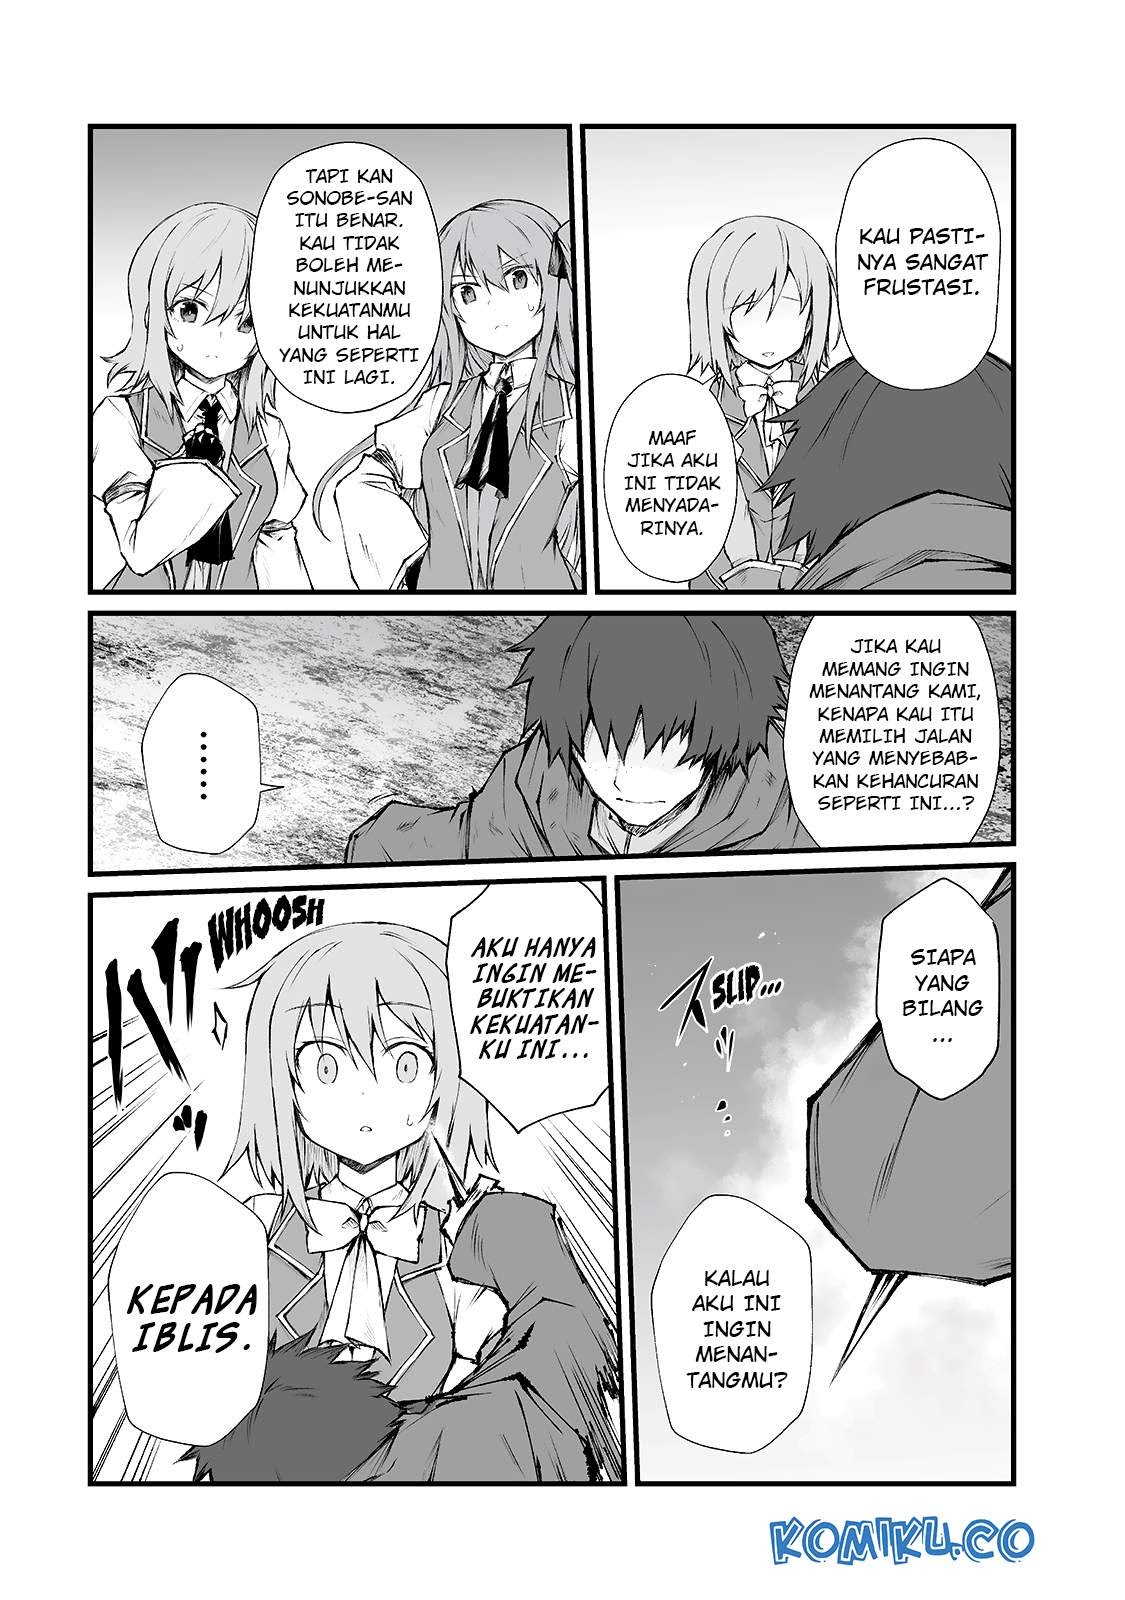 KAU PASTI-
NYA SANGAT
FRUSTASI.
MAAF
JIKA AKU
INI TIDAK
MENYADA-
RINYA.
TAPI KAN
SONOBE-SAN
ITU BENAR.
KAU TIDAK
BOLEH ME-
NUNJUKKAN
KEKUATANMU
UNTUK HAL
YANG SEPERTI
INI LAGI.
JIKA KAU
MEMANG INGIN
MENANTANG KAMI,
KENAPA KAU ITU
MEMILIH JALAN
YANG MENYEBAB-
KAN KEHANCURAN
SEPERTI INI...?
......
SIAPA
YANG
BILANG
...
ス SLIP...
KALAU
AKU INI
INGIN
MENAN-
TANGMU?
AKU HANYA
INGIN ME-
BUKTIKAN
KEKUATAN-
KU INI...
WHOOSH
KEPADA
IBLIS.
KOMIKU.CO